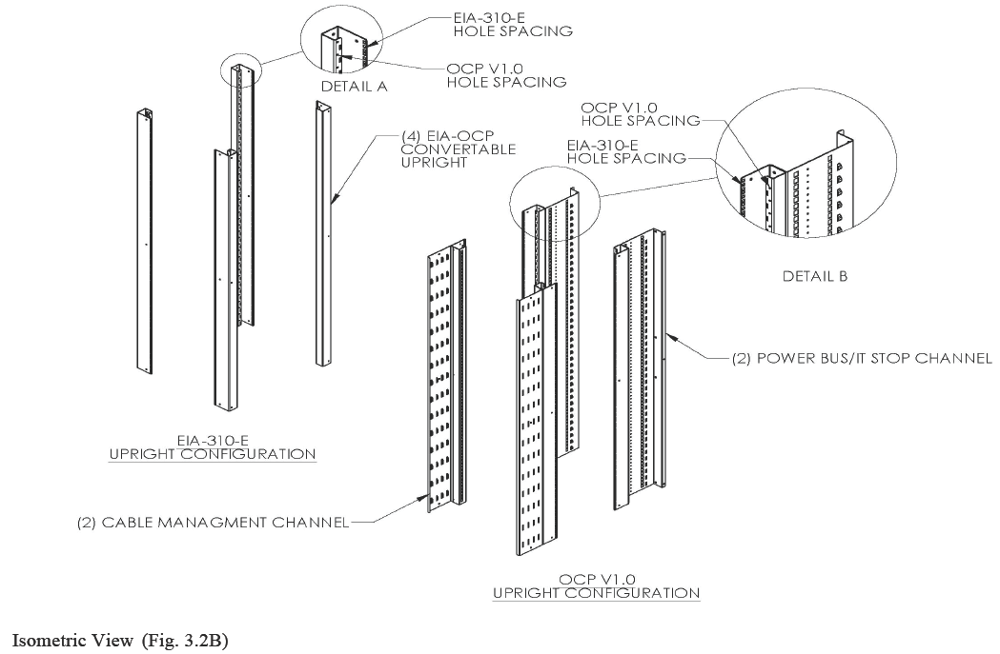 EIA-310-E
HOLE SPACING
OCP V1.0
HOLE SPACING
DETAIL A
(4) EIA-OCP
CONVERTABLE
UPRIGHT
OCP V1.0
HOLE SPACING
EIA-310-E
HOLE SPACING
DETAIL B
(2) POWER BUS/IT STOP CHANNEL
EIA-310-E
UPRIGHT CONFIGURATION
(2) CABLE MANAGMENT CHANNEL
OCP V1.0
UPRIGHT CONFIGURATION
Isometric View (Fig. 3.2B)